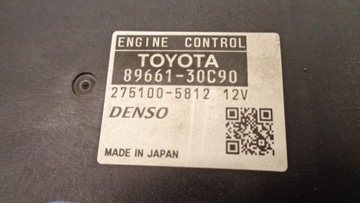 ENGINE CONTROL
TOYOTA
89661-30C90
275100-5812 12V
DENSO
MADE IN JAPAN